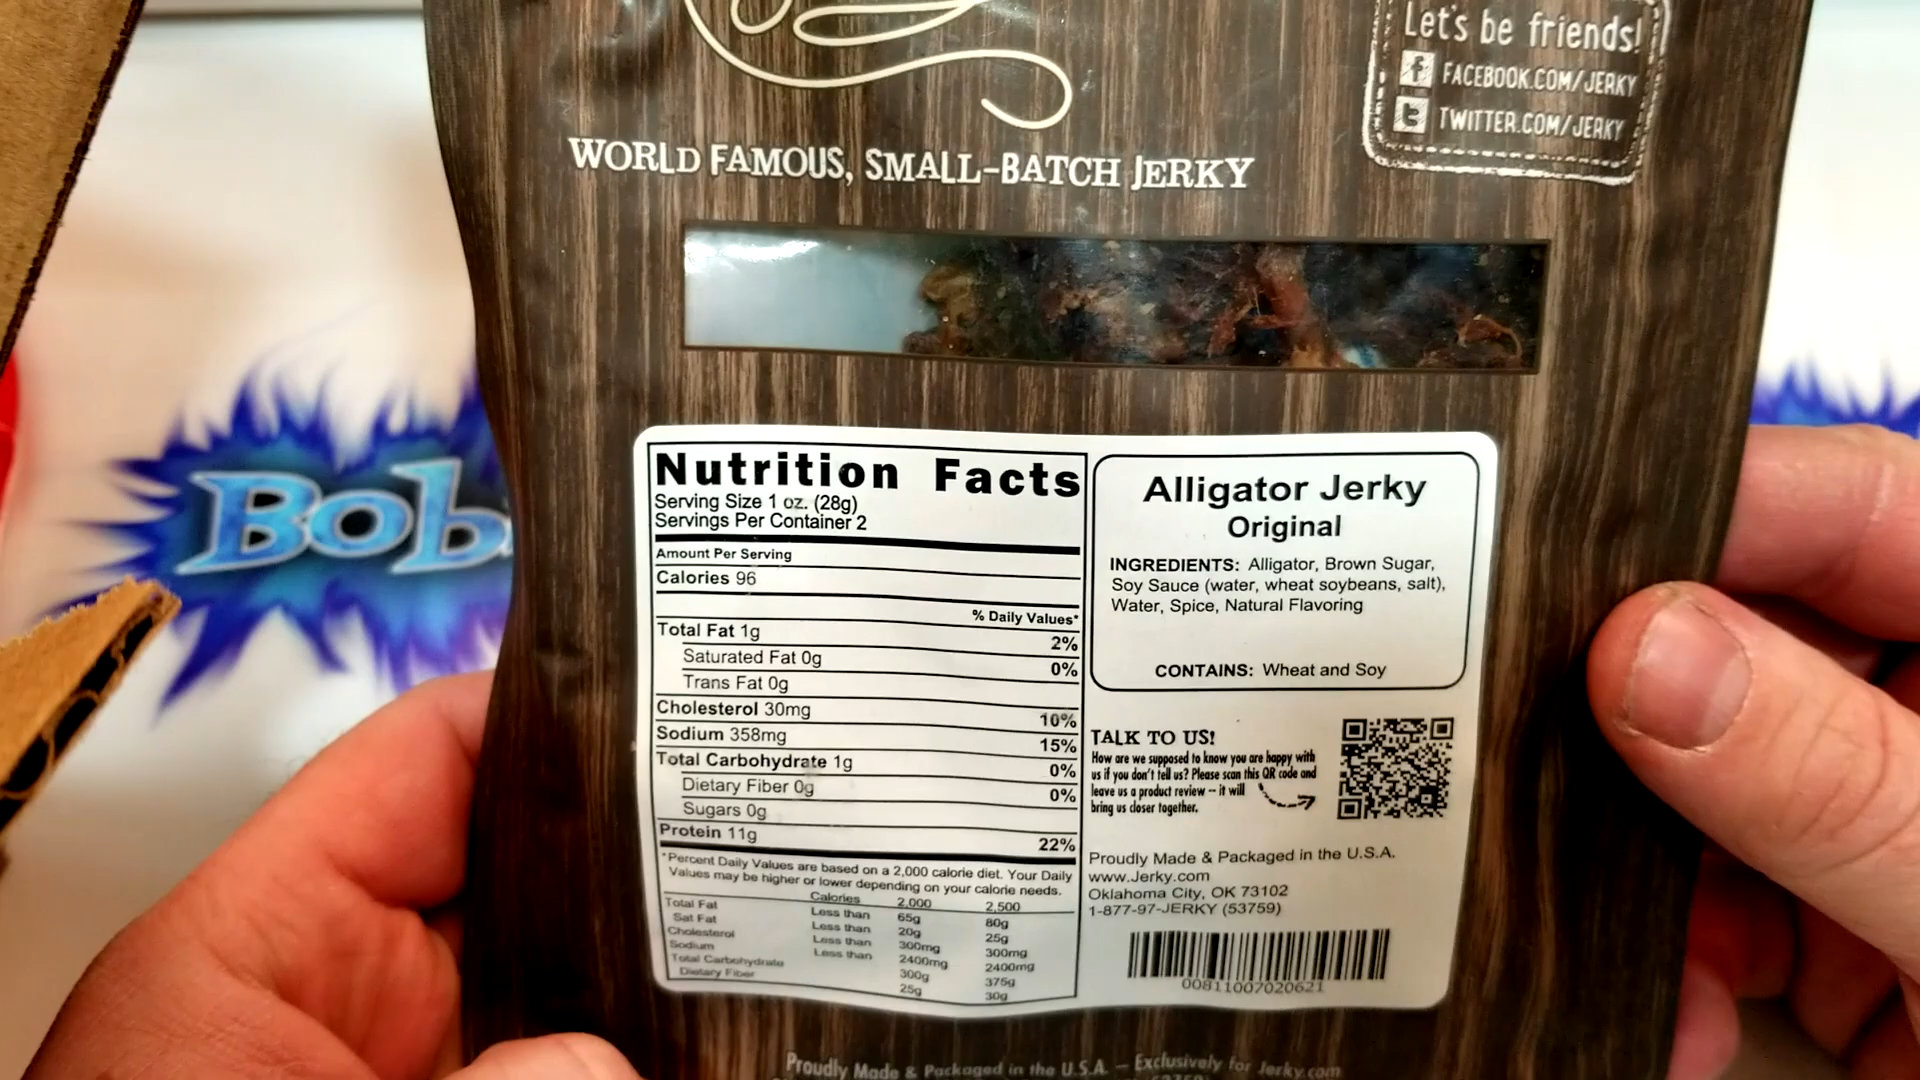 Let's be friends!
FACEBOOK.COM/JERKY
TWITTER.COM/JERKY
WORLD FAMOUS, SMALL-BATCH JERKY
Bob
Nutrition Facts
Serving Size 1 oz. (28g)
Servings Per Container 2
Amount Per Serving
Calories 96
% Daily Values*
Total Fat 1g 2%
Saturated Fat 0g 0%
Trans Fat 0g
Cholesterol 30mg 10%
Sodium 358mg 15%
Total Carbohydrate 1g 0%
Dietary Fiber 0g 0%
Sugars 0g
Protein 11g 22%
*Percent Daily Values are based on a 2,000 calorie diet. Your Daily
Values may be higher or lower depending on your calorie needs.
Calories 2,000 2,500
Total Fat Less than 65g 80g
Sat Fat Less than 20g 25g
Cholesterol Less than 300mg 300mg
Sodium Less than 2400mg 2400mg
Total Carbohydrate 300g 375g
Dietary Fiber 25g 30g
Alligator Jerky
Original
INGREDIENTS: Alligator, Brown Sugar,
Soy Sauce (water, wheat soybeans, salt),
Water, Spice, Natural Flavoring
CONTAINS: Wheat and Soy
TALK TO US!
How are we supposed to know you are happy with
us if you don't tell us? Please scan this QR code and
leave us a product review -- it will
bring us closer together.
Proudly Made & Packaged in the U.S.A.
www.Jerky.com
Oklahoma City, OK 73102
1-877-97-JERKY (53759)
00811007020621
Proudly Made & Packaged in the U.S.A. – Exclusively for Jerky.com